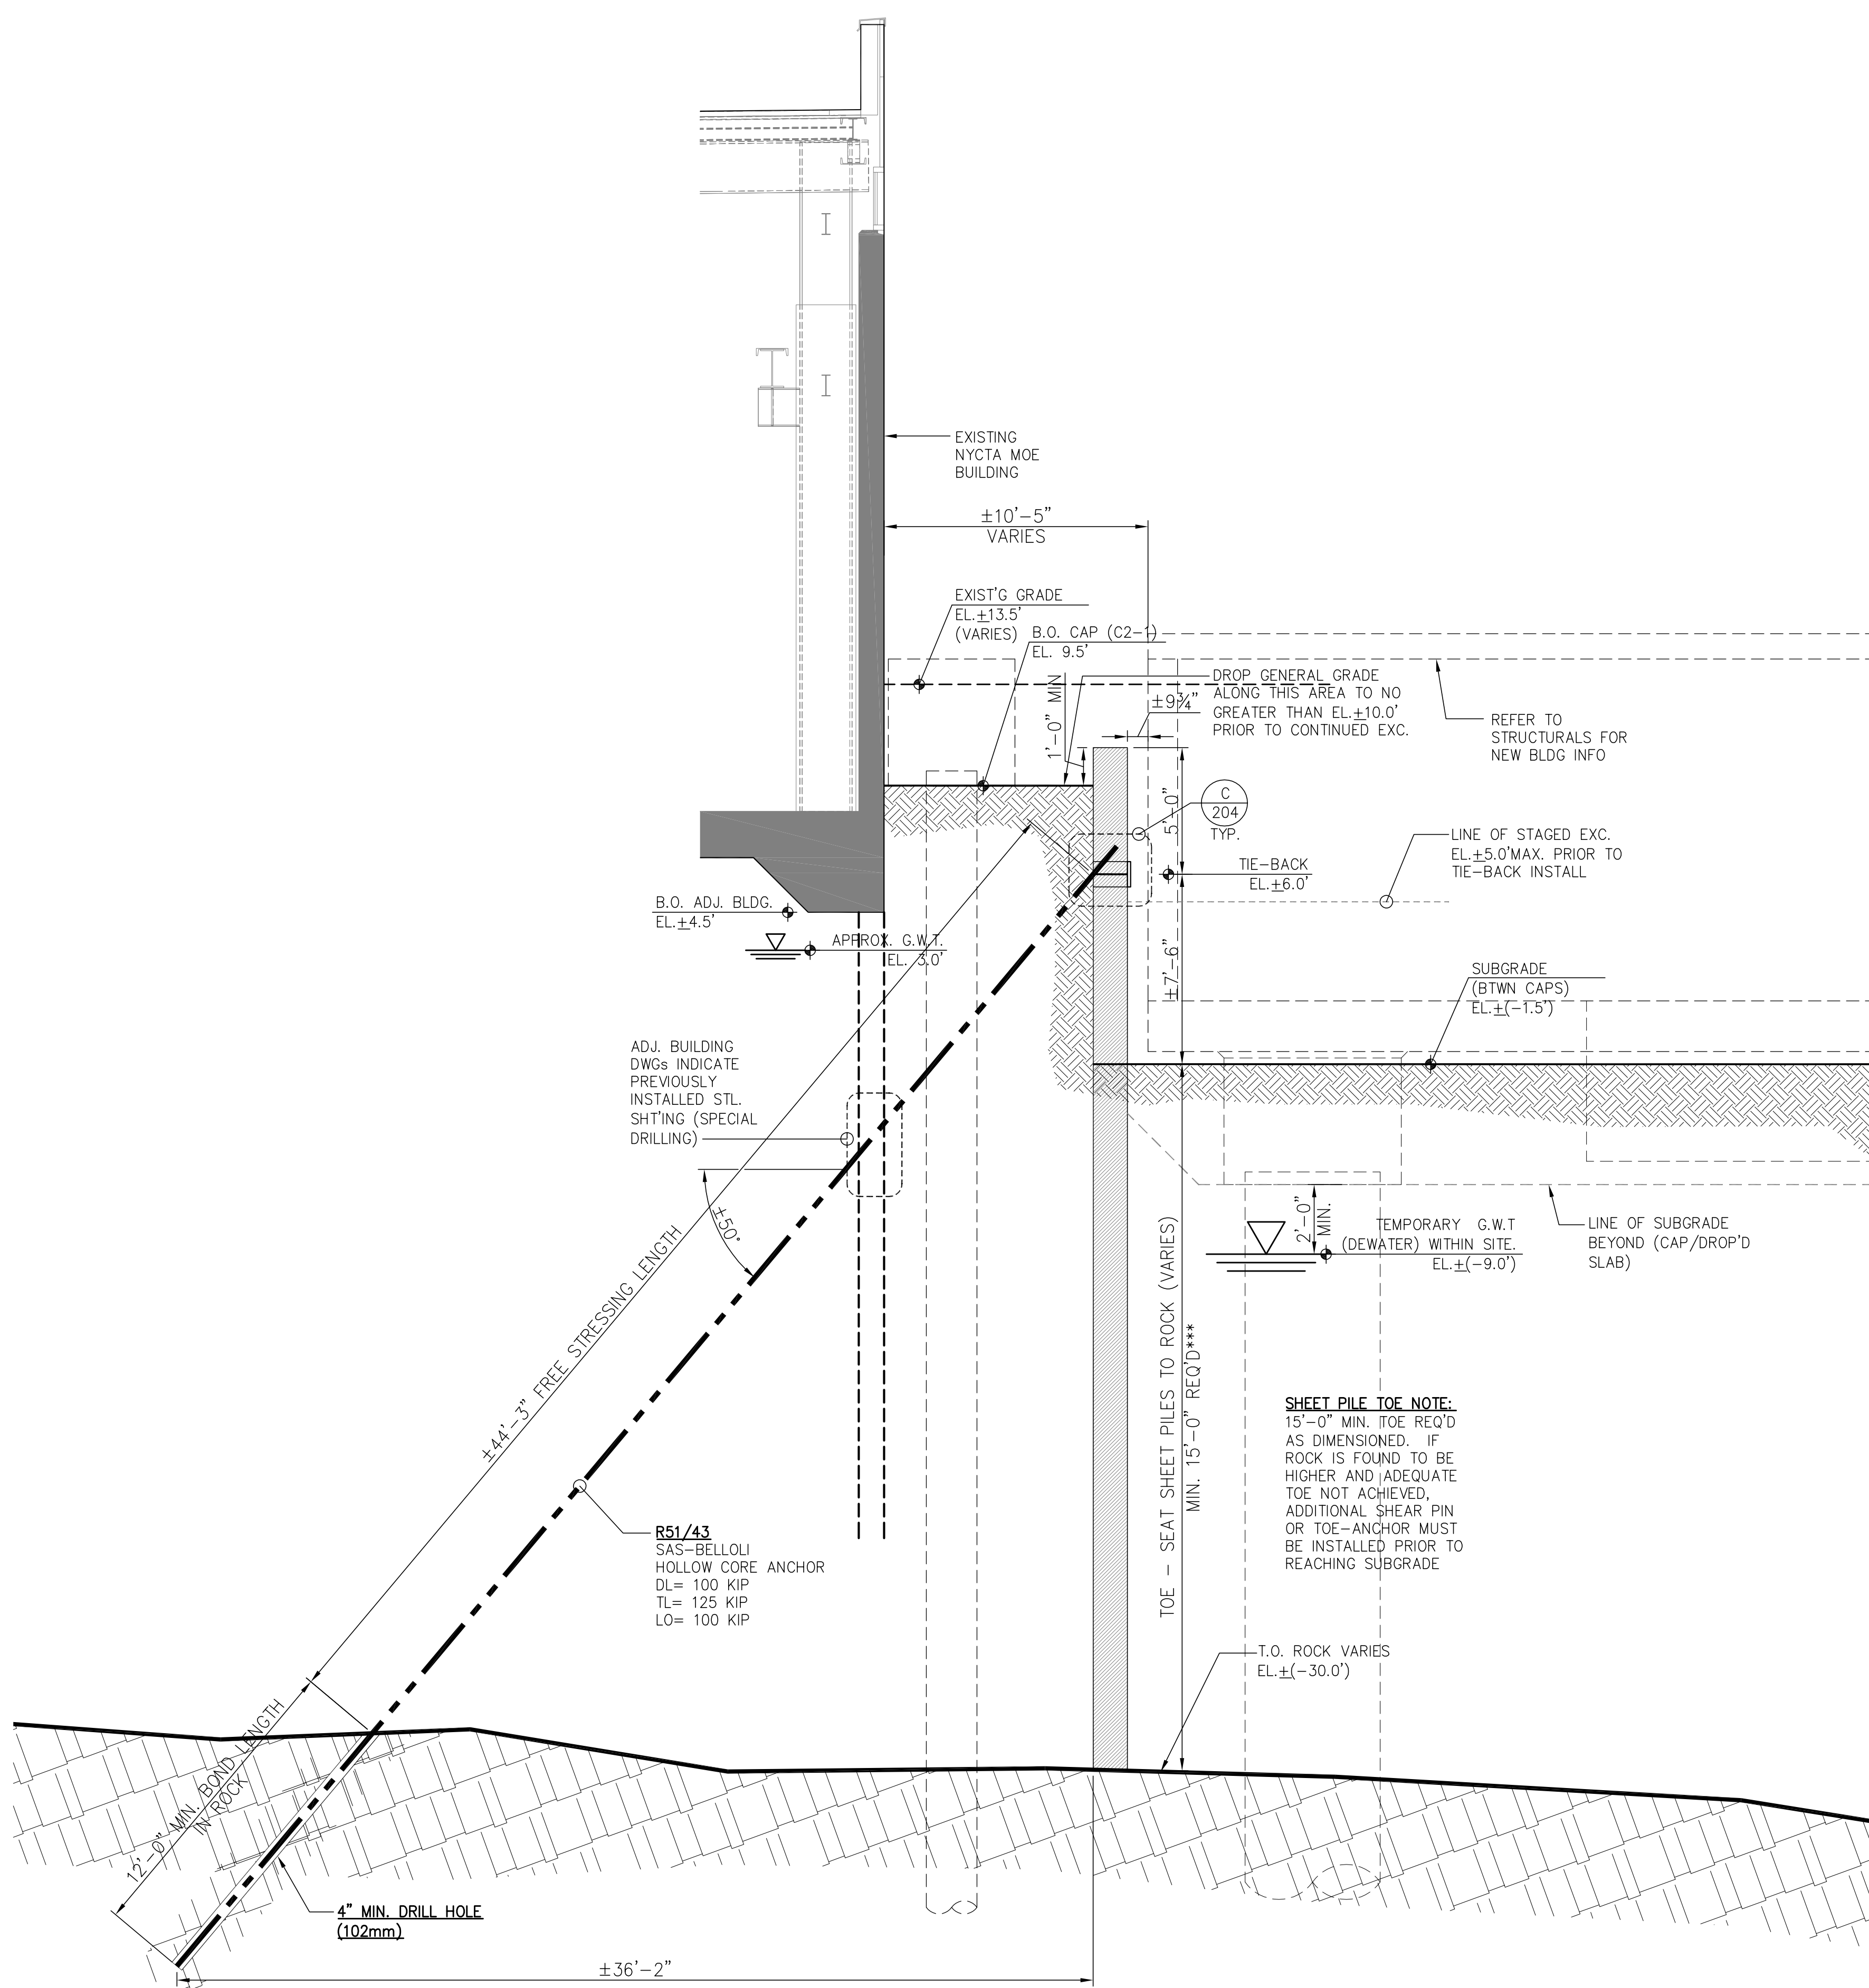 EXISTING
NYCTA MOE
BUILDING
±10'-5"
VARIES
EXIST'G GRADE
EL.±13.5'
(VARIES)
B.O. CAP (C2-1)
EL. 9.5'
1'-0" MIN
±9¾"
DROP GENERAL GRADE
ALONG THIS AREA TO NO
GREATER THAN EL.±10.0'
PRIOR TO CONTINUED EXC.
REFER TO
STRUCTURALS FOR
NEW BLDG INFO
C
204
TYP.
5'-0"
LINE OF STAGED EXC.
EL.±5.0'MAX. PRIOR TO
TIE-BACK INSTALL
TIE-BACK
EL.±6.0'
B.O. ADJ. BLDG.
EL.±4.5'
APPROX. G.W.T.
EL. 3.0'
±7'-6"
SUBGRADE
(BTWN CAPS)
EL.±(-1.5')
ADJ. BUILDING
DWGs INDICATE
PREVIOUSLY
INSTALLED STL.
SHT'ING (SPECIAL
DRILLING)
±50°
±44'-3" FREE STRESSING LENGTH
2'-0"
MIN.
TEMPORARY G.W.T
(DEWATER) WITHIN SITE.
EL.±(-9.0')
LINE OF SUBGRADE
BEYOND (CAP/DROP'D
SLAB)
TOE - SEAT SHEET PILES TO ROCK (VARIES)
MIN. 15'-0" REQ'D***
SHEET PILE TOE NOTE:
15'-0" MIN. TOE REQ'D
AS DIMENSIONED. IF
ROCK IS FOUND TO BE
HIGHER AND ADEQUATE
TOE NOT ACHIEVED,
ADDITIONAL SHEAR PIN
OR TOE-ANCHOR MUST
BE INSTALLED PRIOR TO
REACHING SUBGRADE
R51/43
SAS-BELLOLI
HOLLOW CORE ANCHOR
DL= 100 KIP
TL= 125 KIP
LO= 100 KIP
T.O. ROCK VARIES
EL.±(-30.0')
12'-0" MIN. BOND LENGTH
IN ROCK
4" MIN. DRILL HOLE
(102mm)
±36'-2"